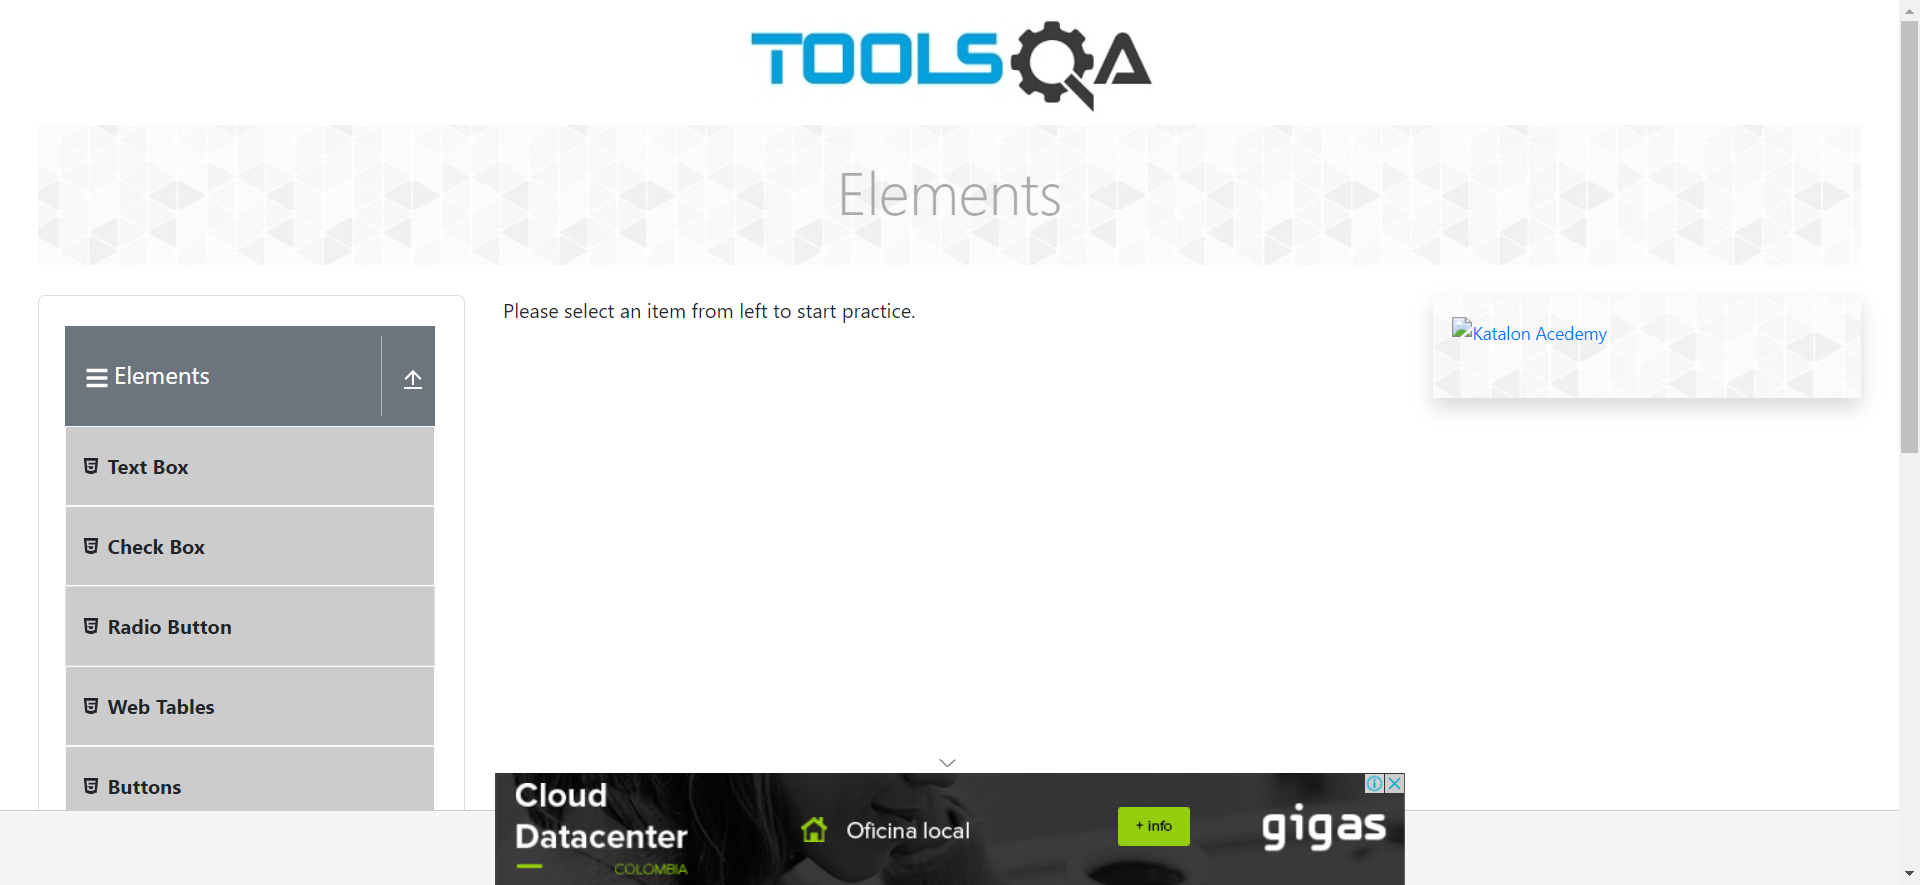 TOOLSQA
Elements
Elements
Text Box
Check Box
Radio Button
Web Tables
Buttons
Please select an item from left to start practice.
Katalon Acedemy
Cloud
Datacenter
COLOMBIA
Oficina local
+ info
gigas